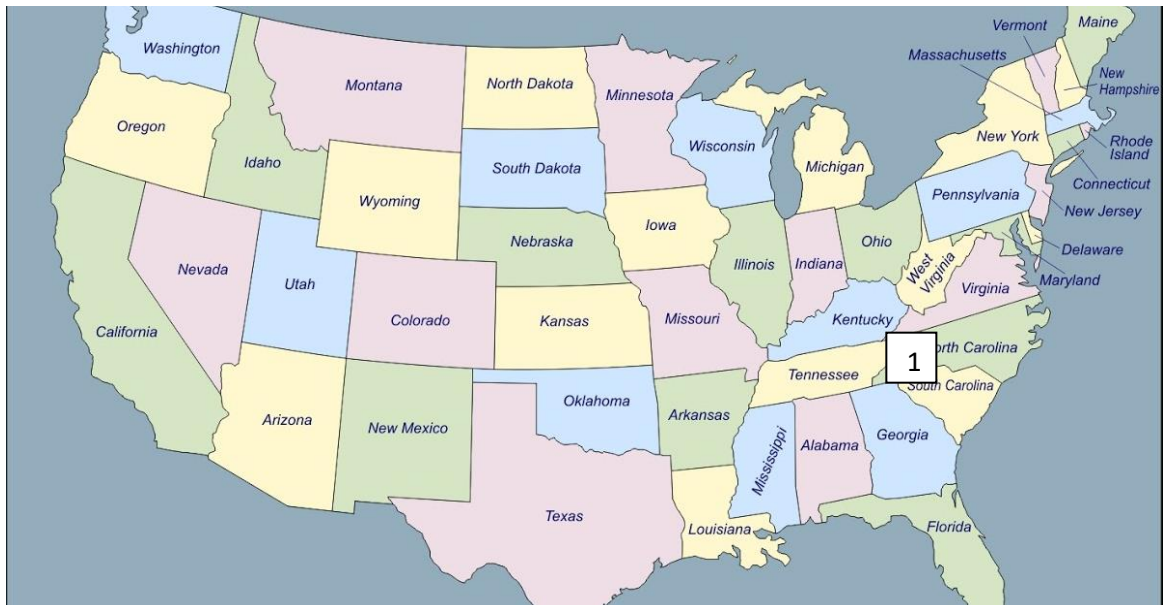 Maine
Vermont
Washington
Massachusetts
Montana
North Dakota
Minnesota
New
Hampshire
Oregon
Wisconsin
New York
Rhode
Island
Idaho
South Dakota
Michigan
Connecticut
Wyoming
Pennsylvania
New Jersey
Iowa
Nebraska
Ohio
Delaware
Nevada
Utah
Illinois
Indiana
West
Virginia
Maryland
Virginia
California
Colorado
Kansas
Missouri
Kentucky
1
orth Carolina
Tennessee
South Carolina
Oklahoma
Arkansas
Arizona
New Mexico
Georgia
Mississippi
Alabama
Texas
Louisiana
Florida